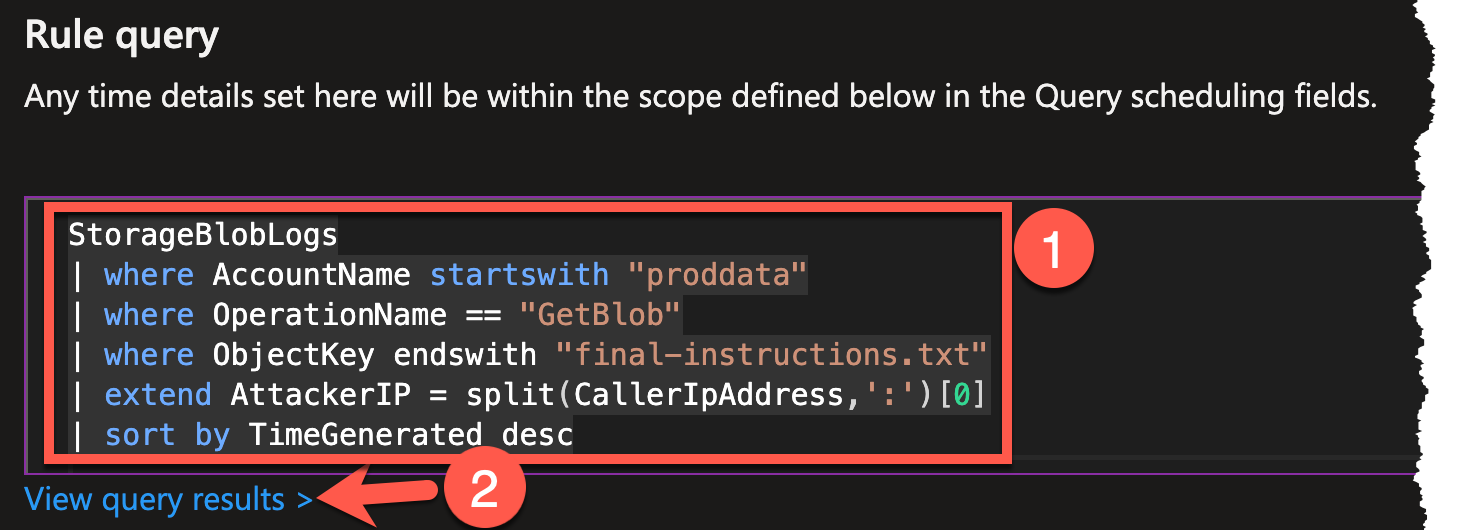 Rule query
Any time details set here will be within the scope defined below in the Query scheduling fields.
StorageBlobLogs
| where AccountName startswith "proddata"
| where OperationName == "GetBlob"
| where ObjectKey endswith "final-instructions.txt"
| extend AttackerIP = split(CallerIpAddress,':')[0]
| sort by TimeGenerated desc
1
View query results >
2